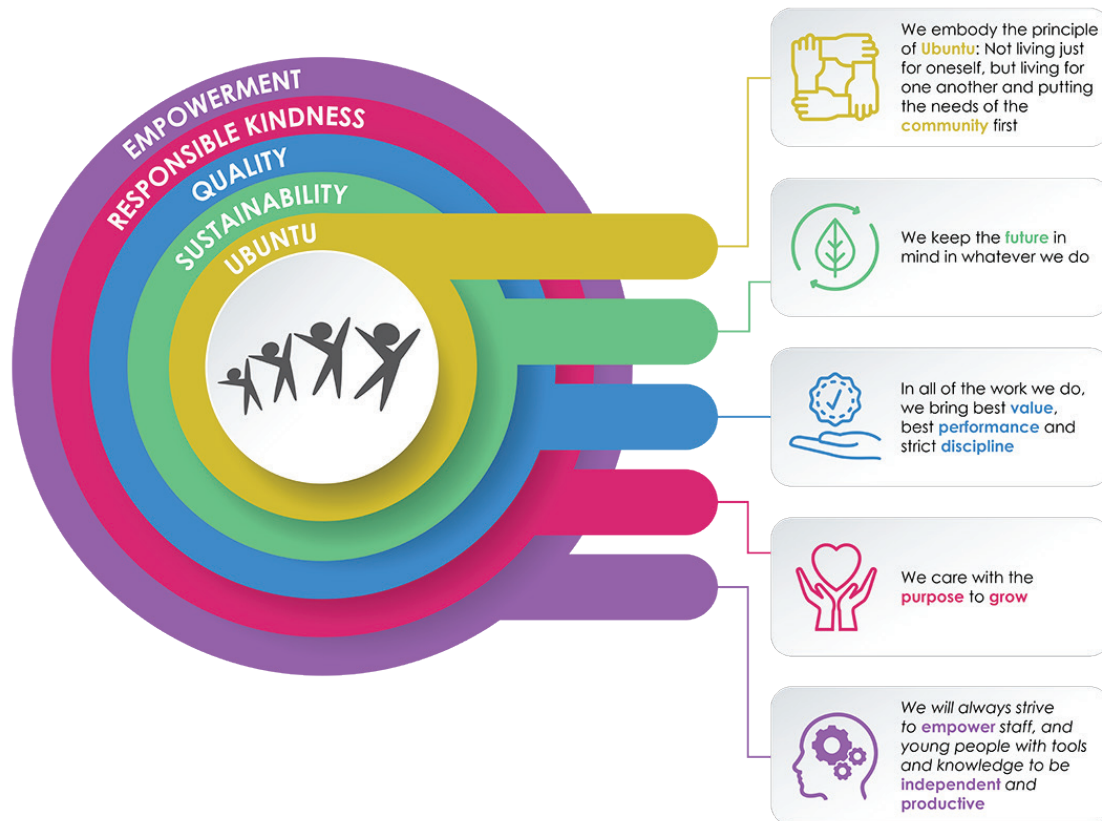 EMPOWERMENT
RESPONSIBLE KINDNESS
QUALITY
SUSTAINABILITY
UBUNTU
We embody the principle
of Ubuntu: Not living just
for oneself, but living for
one another and putting
the needs of the
community first
We keep the future in
mind in whatever we do
In all of the work we do,
we bring best value,
best performance and
strict discipline
We care with the
purpose to grow
We will always strive
to empower staff, and
young people with tools
and knowledge to be
independent and
productive